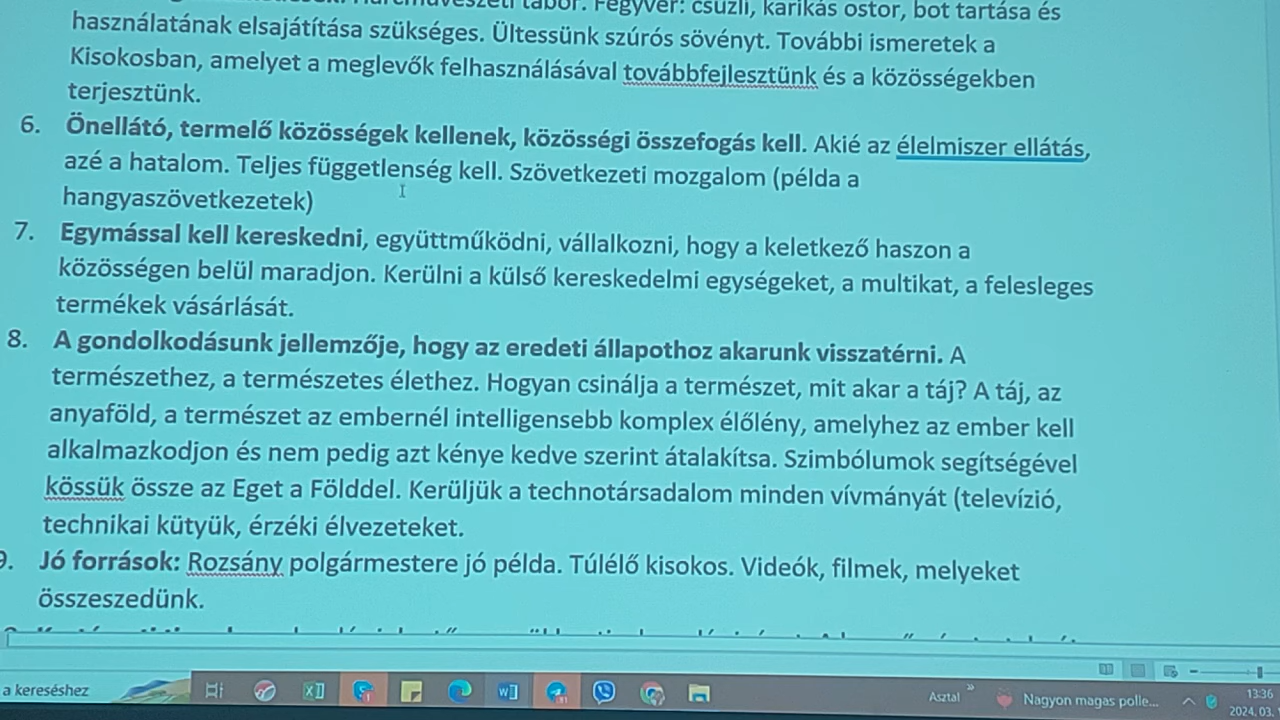 tábor. Fegyver: csúzli, karikás ostor, bot tartása és
használatának elsajátítása szükséges. Ültessünk szúrós sövényt. További ismeretek a
Kisokosban, amelyet a meglevők felhasználásával továbbfejlesztünk és a közösségekben
terjesztünk.
6. Önellátó, termelő közösségek kellenek, közösségi összefogás kell. Akié az élelmiszer ellátás,
azé a hatalom. Teljes függetlenség kell. Szövetkezeti mozgalom (példa a
hangyaszövetkezetek)
7. Egymással kell kereskedni, együttműködni, vállalkozni, hogy a keletkező haszon a
közösségen belül maradjon. Kerülni a külső kereskedelmi egységeket, a multikat, a felesleges
termékek vásárlását.
8. A gondolkodásunk jellemzője, hogy az eredeti állapothoz akarunk visszatérni. A
természethez, a természetes élethez. Hogyan csinálja a természet, mit akar a táj? A táj, az
anyaföld, a természet az embernél intelligensebb komplex élőlény, amelyhez az ember kell
alkalmazkodjon és nem pedig azt kénye kedve szerint átalakítsa. Szimbólumok segítségével
kössük össze az Eget a Földdel. Kerüljük a technotársadalom minden vívmányát (televízió,
technikai kütyük, érzéki élvezeteket.
9. Jó források: Rozsány polgármestere jó példa. Túlélő kisokos. Videók, filmek, melyeket
összeszedünk.
a kereséshez
Asztal
Nagyon magas polle...
13:36
2024. 03.